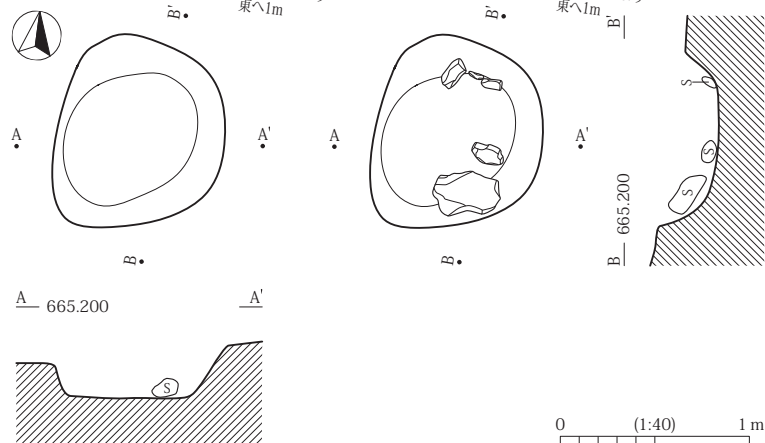 東へ1m
東へ1m
B'
B'
B'
A
A'
A
A'
B
B
S
S
S
B 665.200
A 665.200 A'
S
0 (1:40) 1 m